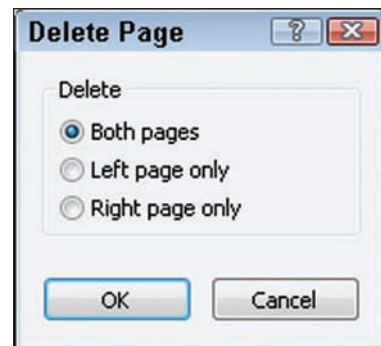 Delete Page
Delete
Both pages
Left page only
Right page only
OK
Cancel